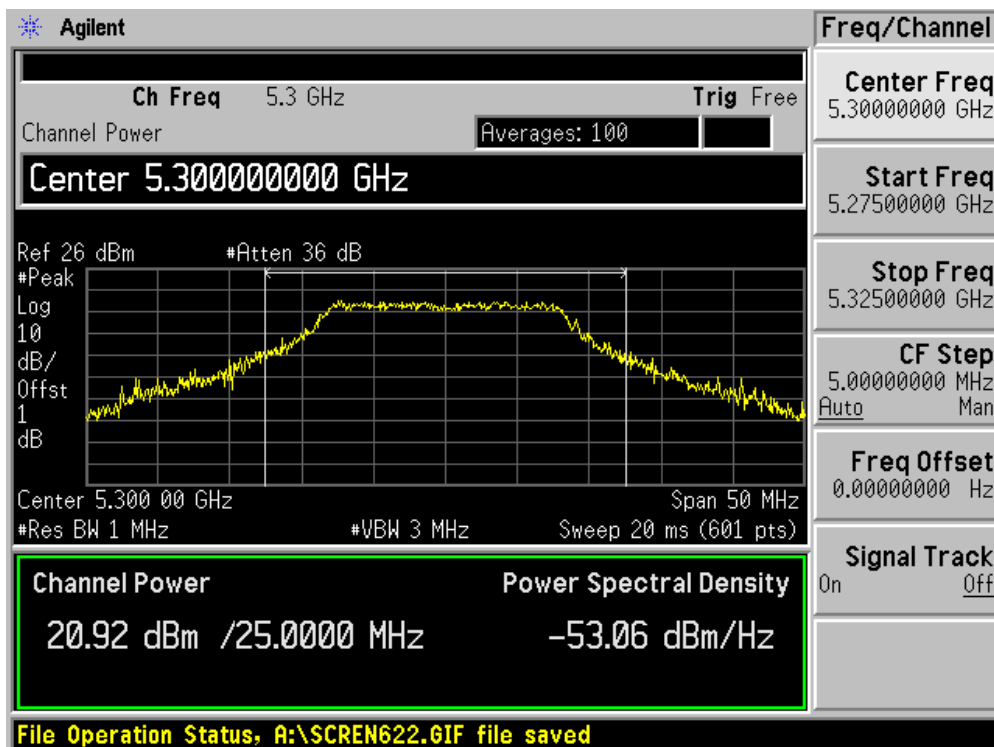 Agilent
Freq/Channel
Ch Freq 5.3 GHz Trig Free
Channel Power Averages: 100
Center 5.300000000 GHz
Ref 26 dBm #Atten 36 dB
#Peak
Log
10
dB/
Offst
1
dB
Center 5.300 00 GHz Span 50 MHz
#Res BW 1 MHz #VBW 3 MHz Sweep 20 ms (601 pts)
Channel Power Power Spectral Density
20.92 dBm /25.0000 MHz -53.06 dBm/Hz
File Operation Status, A:\SCREN622.GIF file saved
Center Freq
5.30000000 GHz
Start Freq
5.27500000 GHz
Stop Freq
5.32500000 GHz
CF Step
5.00000000 MHz
Auto Man
Freq Offset
0.00000000 Hz
Signal Track
On Off